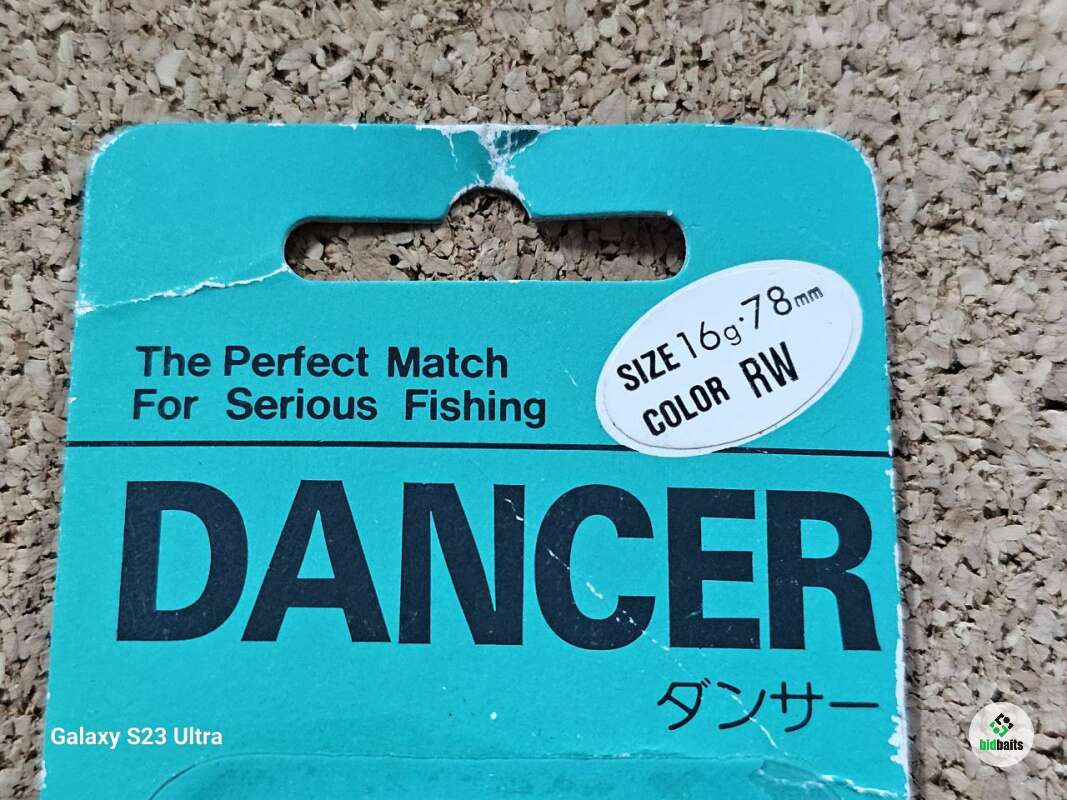 The Perfect Match
For Serious Fishing
SIZE 16g·78mm
COLOR RW
DANCER
ダンサー
Galaxy S23 Ultra
bidbaits